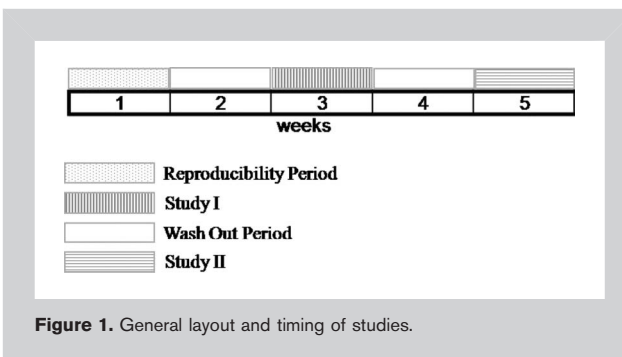 1 2 3 4 5
weeks
Reproducibility Period
Study I
Wash Out Period
Study II
Figure 1. General layout and timing of studies.